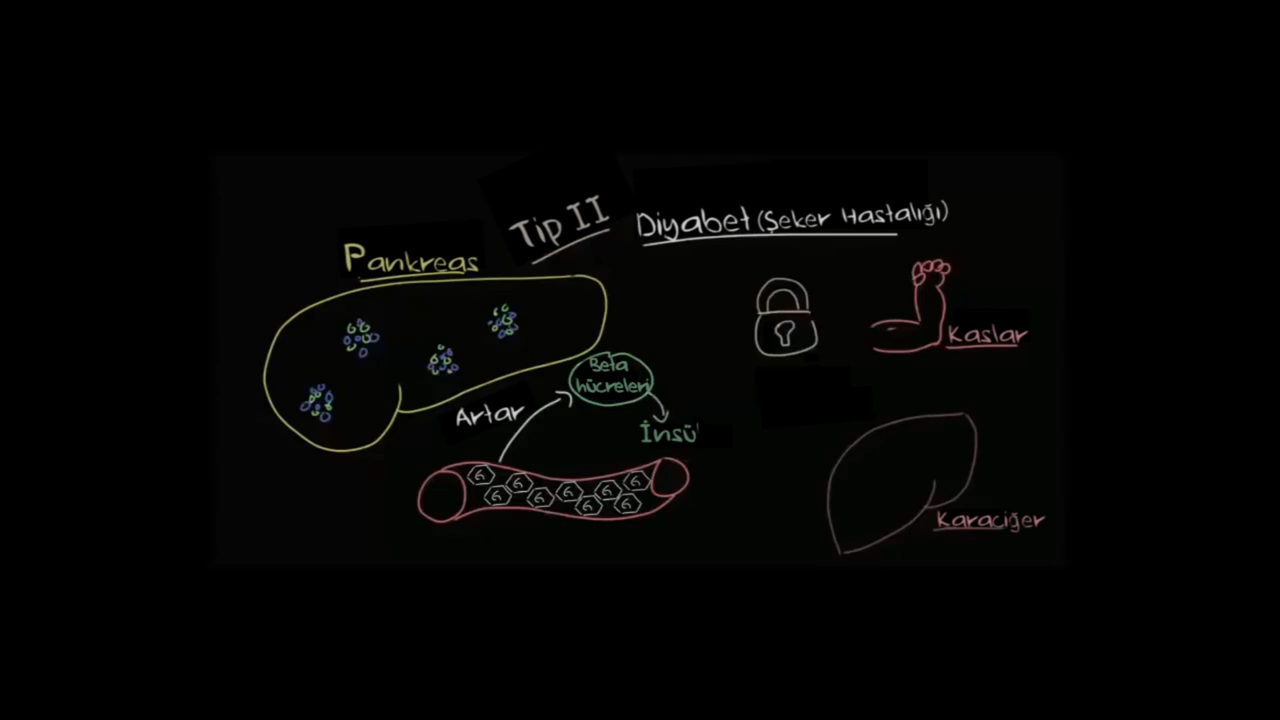 Tip II
Diyabet (Şeker Hastalığı)
Pankreas
Kaslar
Beta
hücreleri
Artar
İnsü
G G G G G G G G G G
Karaciğer